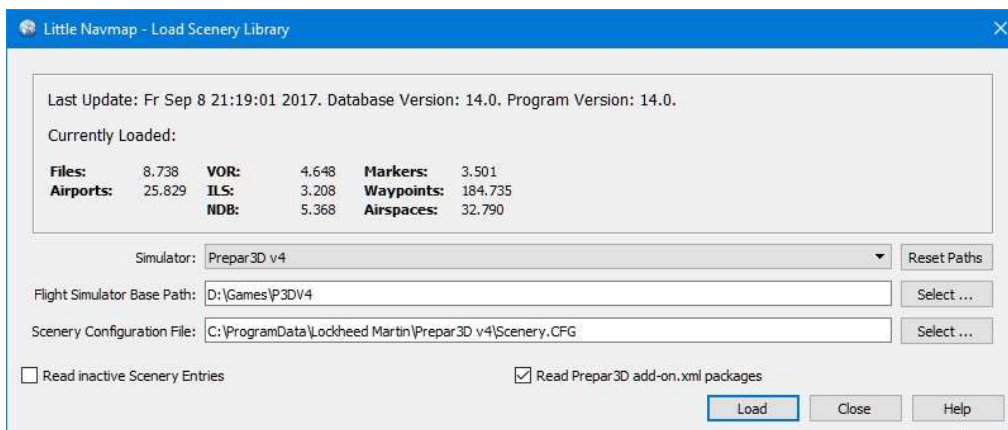 Little Navmap - Load Scenery Library
Last Update: Fr Sep 8 21:19:01 2017. Database Version: 14.0. Program Version: 14.0.
Currently Loaded:
Files: 8.738 VOR: 4.648 Markers: 3.501
Airports: 25.829 ILS: 3.208 Waypoints: 184.735
NDB: 5.368 Airspaces: 32.790
Simulator: Prepar3D v4 Reset Paths
Flight Simulator Base Path: D:\Games\P3DV4 Select ...
Scenery Configuration File: C:\ProgramData\Lockheed Martin\Prepar3D v4\Scenery.CFG Select ...
Read inactive Scenery Entries Read Prepar3D add-on.xml packages
Load Close Help